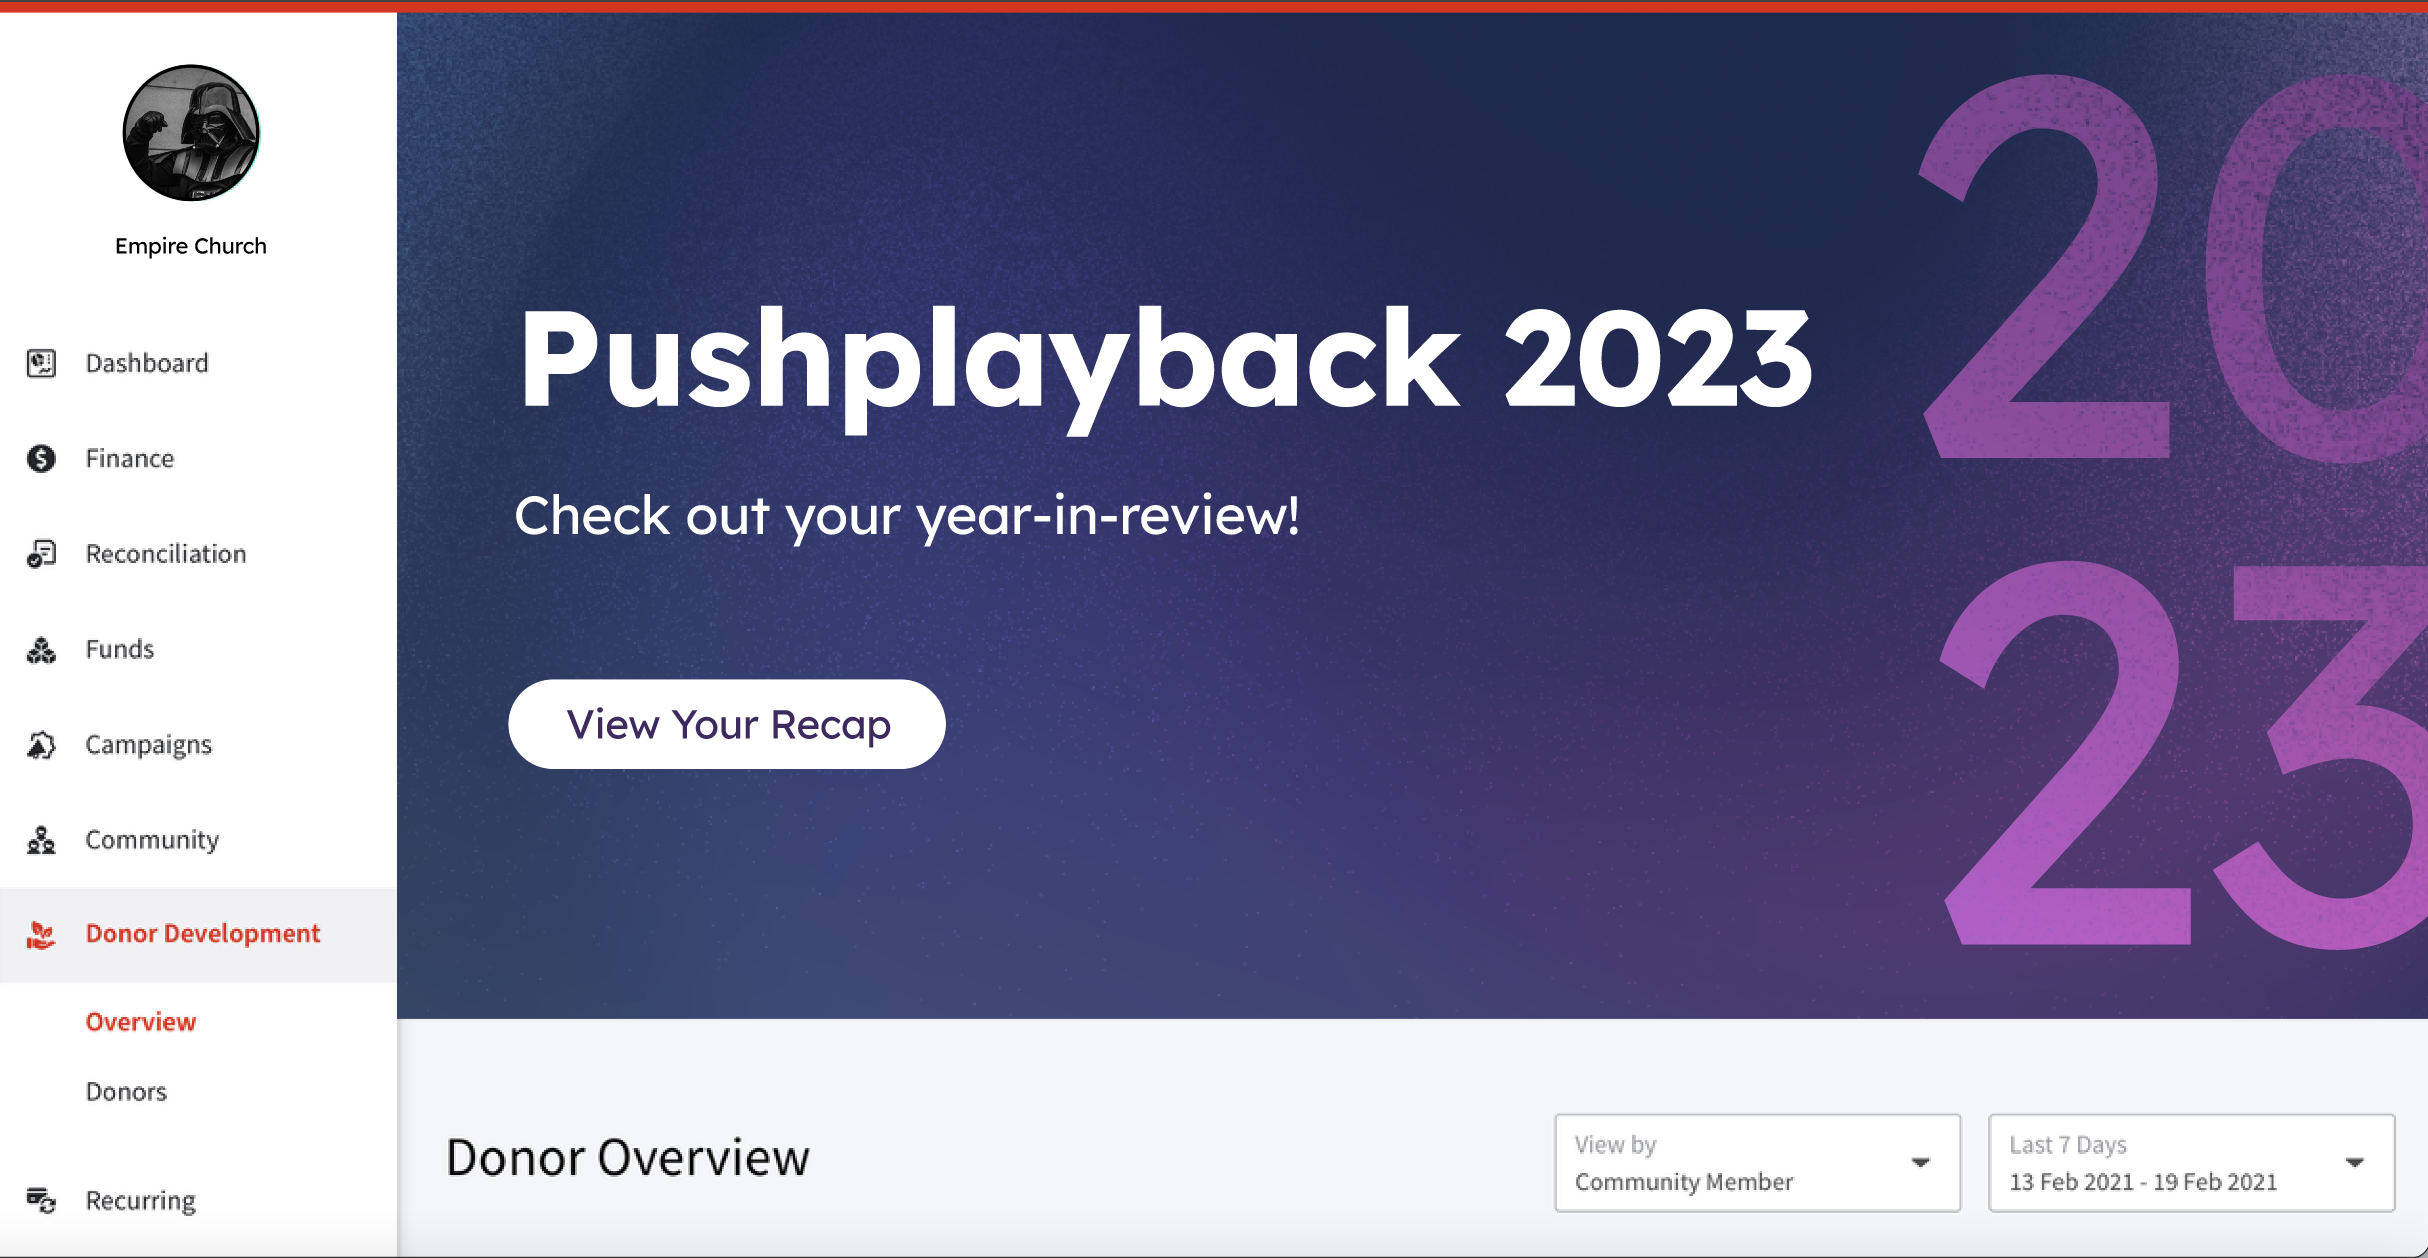 Empire Church
Dashboard
Finance
Reconciliation
Funds
Campaigns
Community
Donor Development
Overview
Donors
Recurring
Pushplayback 2023
Check out your year-in-review!
View Your Recap
20
23
Donor Overview
View by
Community Member
Last 7 Days
13 Feb 2021 - 19 Feb 2021